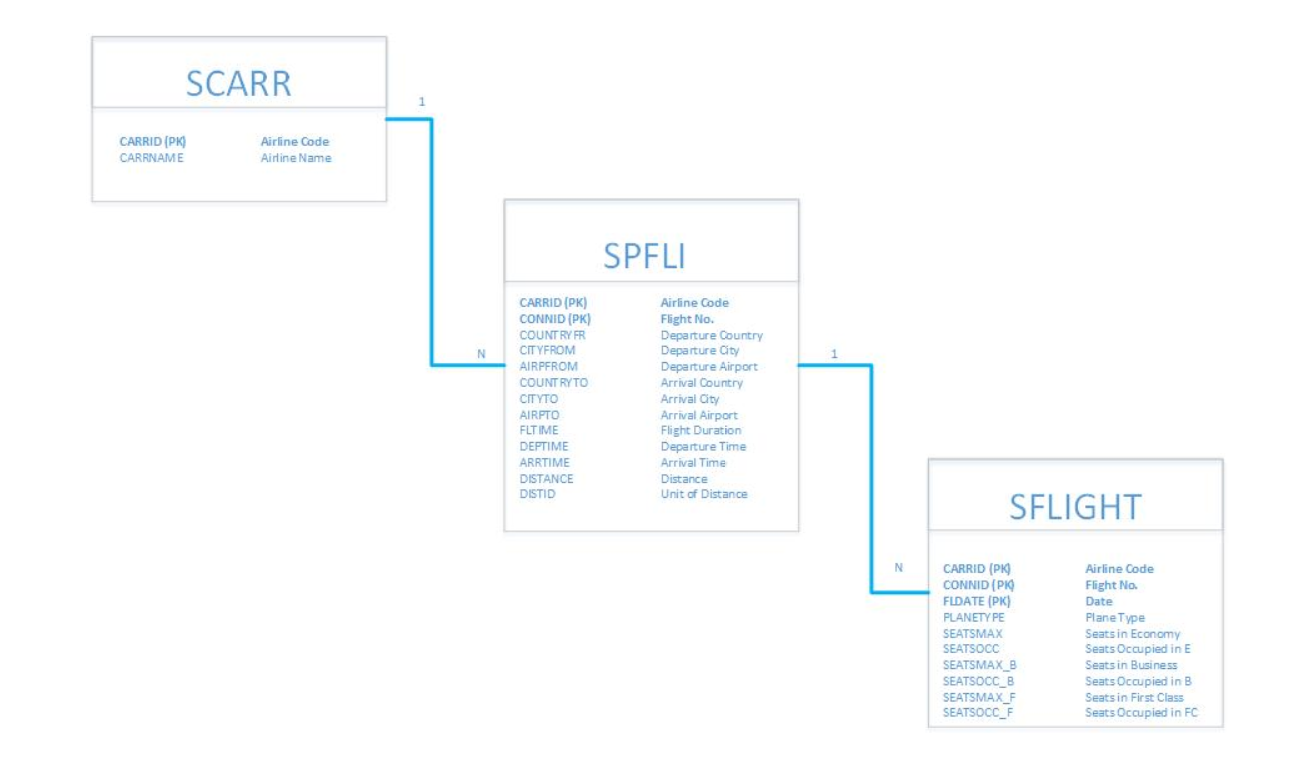 SCARR
1
CARRID (PK) Airline Code
CARRNAME Airline Name
SPFLI
CARRID (PK) Airline Code
CONNID (PK) Flight No.
COUNTRYFR Departure Country
N
CITYFROM Departure City
1
AIRPFROM Departure Airport
COUNTRYTO Arrival Country
CITYTO Arrival City
AIRPTO Arrival Airport
FLTIME Flight Duration
DEPTIME Departure Time
ARRTIME Arrival Time
DISTANCE Distance
DISTID Unit of Distance
SFLIGHT
N
CARRID (PK) Airline Code
CONNID (PK) Flight No.
FLDATE (PK) Date
PLANETYPE Plane Type
SEATSMAX Seats in Economy
SEATSOCC Seats Occupied in E
SEATSMAX_B Seats in Business
SEATSOCC_B Seats Occupied in B
SEATSMAX_F Seats in First Class
SEATSOCC_F Seats Occupied in FC